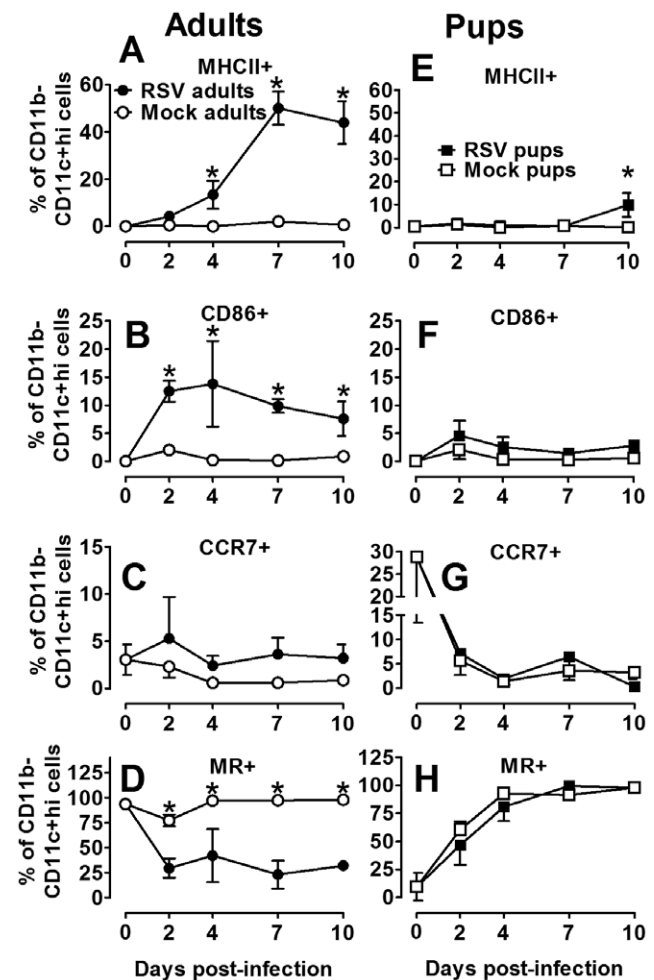 Adults
Pups
A
MHCII+
RSV adults
Mock adults
*
*
*
% of CD11b-
CD11c+hi cells
60
40
20
0
0 2 4 7 10
E
MHCII+
RSV pups
Mock pups
*
60
50
40
30
20
10
0
0 2 4 7 10
B
CD86+
*
*
*
*
% of CD11b-
CD11c+hi cells
25
20
15
10
5
0
0 2 4 7 10
F
CD86+
25
20
15
10
5
0
0 2 4 7 10
C
CCR7+
% of CD11b-
CD11c+hi cells
15
10
5
0
0 2 4 7 10
G
CCR7+
30
25
20
15
10
5
0
0 2 4 7 10
D
MR+
*
*
*
*
% of CD11b-
CD11c+hi cells
125
100
75
50
25
0
0 2 4 7 10
Days post-infection
H
MR+
125
100
75
50
25
0
0 2 4 7 10
Days post-infection